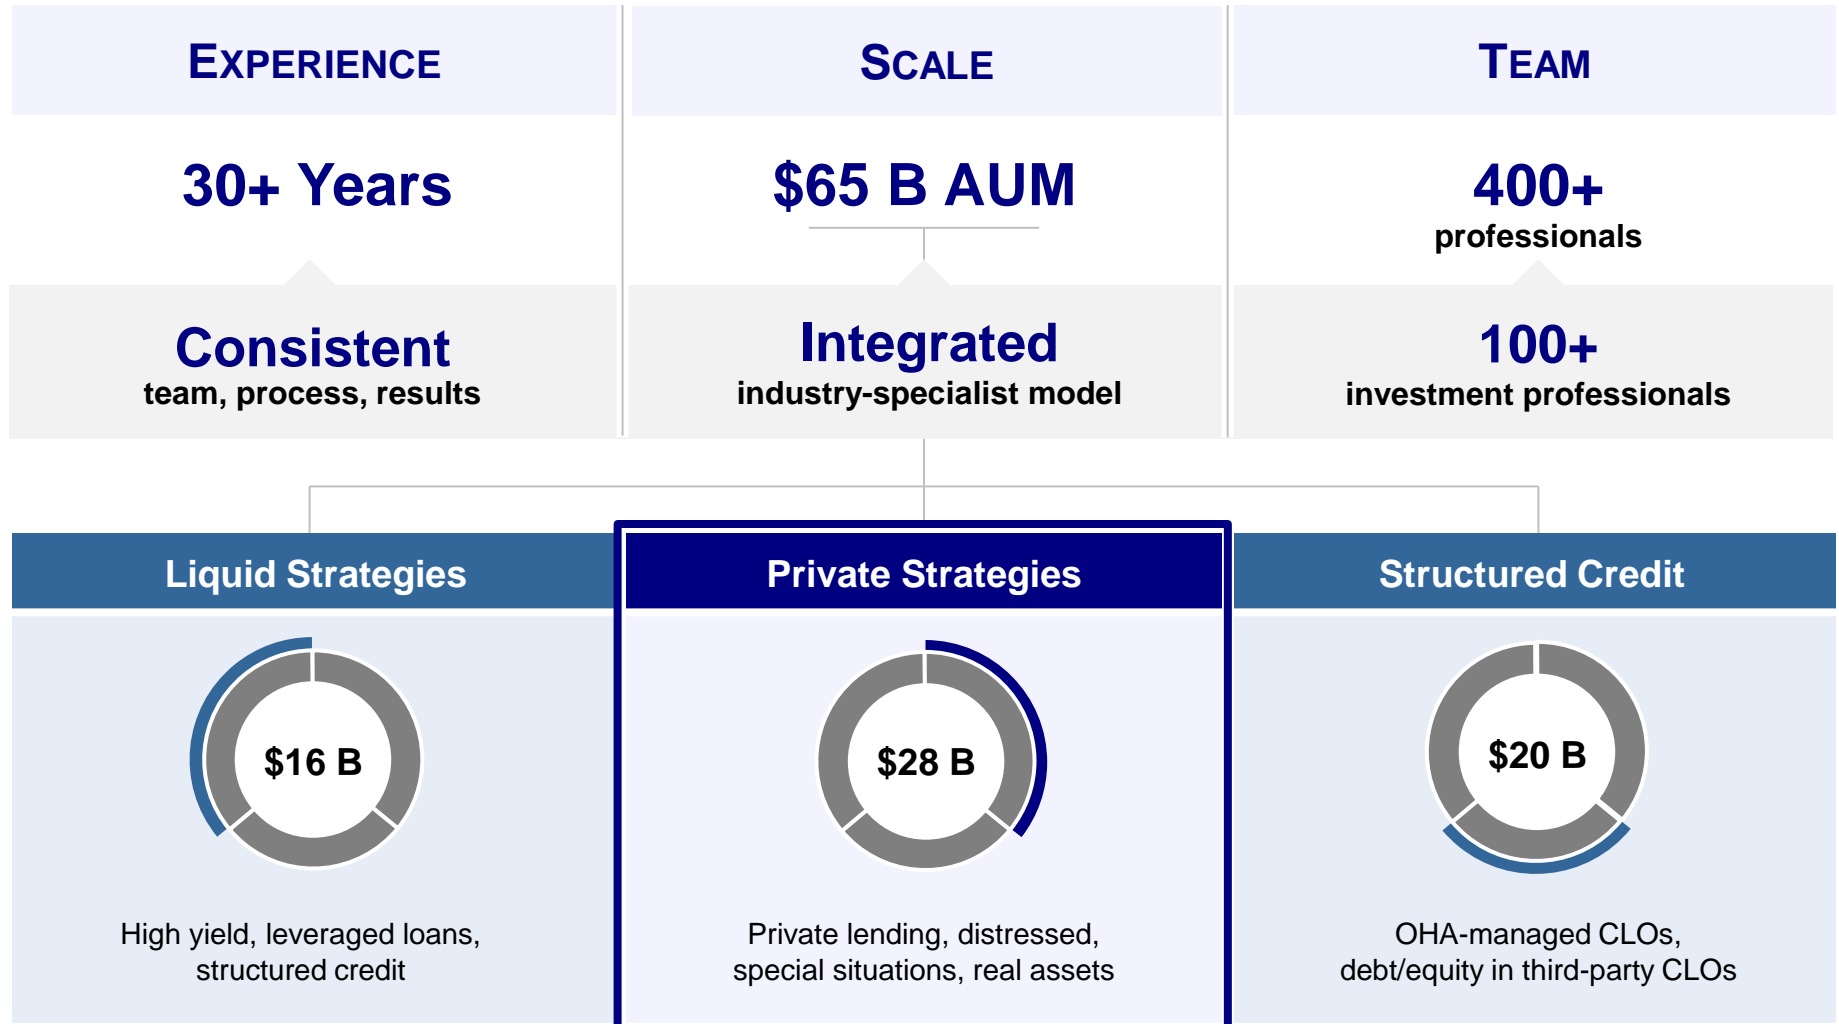 EXPERIENCE
30+ Years
Consistent
team, process, results
SCALE
$65 B AUM
Integrated
industry-specialist model
TEAM
400+
professionals
100+
investment professionals
Liquid Strategies
$16 B
High yield, leveraged loans,
structured credit
Private Strategies
$28 B
Private lending, distressed,
special situations, real assets
Structured Credit
$20 B
OHA-managed CLOs,
debt/equity in third-party CLOs